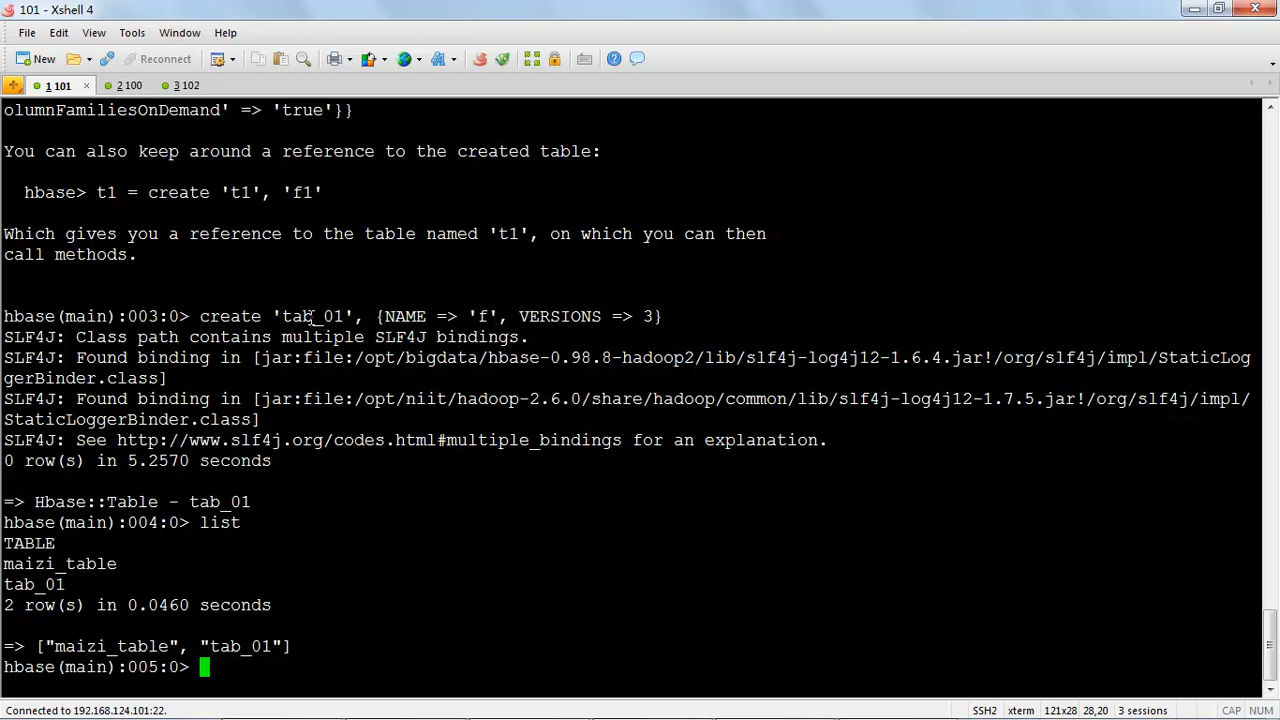 101 - Xshell 4
File Edit View Tools Window Help
New Reconnect
1 101 2 100 3 102
olumnFamiliesOnDemand' => 'true'}}
You can also keep around a reference to the created table:
hbase> t1 = create 't1', 'f1'
Which gives you a reference to the table named 't1', on which you can then
call methods.
hbase(main):003:0> create 'tab_01', {NAME => 'f', VERSIONS => 3}
SLF4J: Class path contains multiple SLF4J bindings.
SLF4J: Found binding in [jar:file:/opt/bigdata/hbase-0.98.8-hadoop2/lib/slf4j-log4j12-1.6.4.jar!/org/slf4j/impl/StaticLog
gerBinder.class]
SLF4J: Found binding in [jar:file:/opt/niit/hadoop-2.6.0/share/hadoop/common/lib/slf4j-log4j12-1.7.5.jar!/org/slf4j/impl/
StaticLoggerBinder.class]
SLF4J: See http://www.slf4j.org/codes.html#multiple_bindings for an explanation.
0 row(s) in 5.2570 seconds
=> Hbase::Table - tab_01
hbase(main):004:0> list
TABLE
maizi_table
tab_01
2 row(s) in 0.0460 seconds
=> ["maizi_table", "tab_01"]
hbase(main):005:0>
Connected to 192.168.124.101:22. SSH2 xterm 121x28 28,20 3 sessions CAP NUM